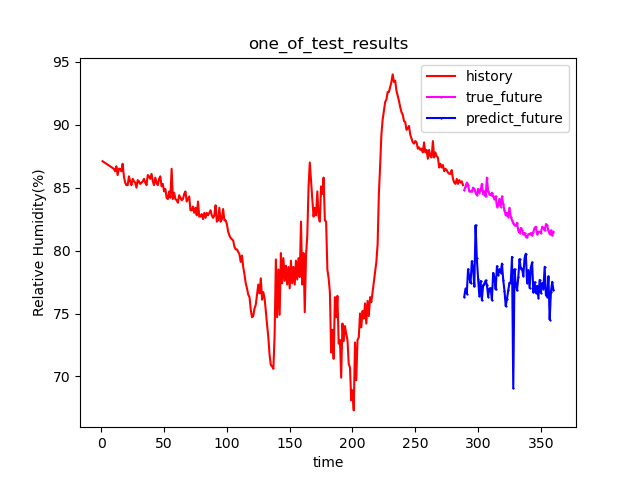 one_of_test_results
history
true_future
predict_future
Relative Humidity(%)
95
90
85
80
75
70
0 50 100 150 200 250 300 350
time